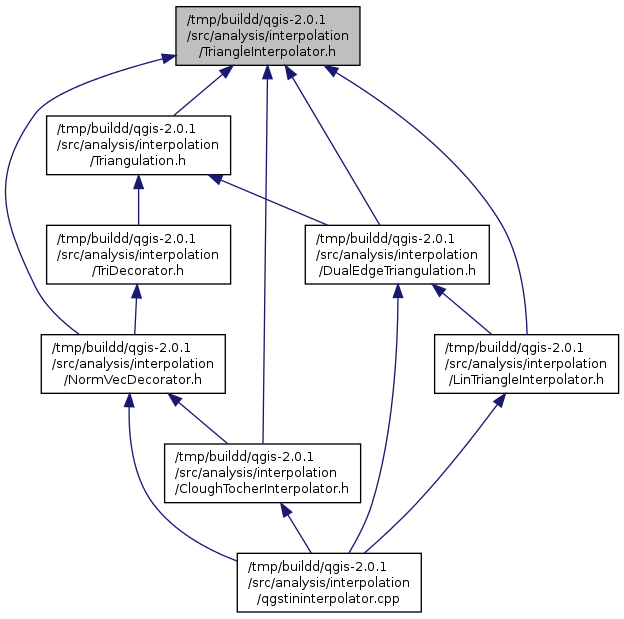 /tmp/buildd/qgis-2.0.1
/src/analysis/interpolation
/TriangleInterpolator.h
/tmp/buildd/qgis-2.0.1
/src/analysis/interpolation
/Triangulation.h
/tmp/buildd/qgis-2.0.1
/src/analysis/interpolation
/TriDecorator.h
/tmp/buildd/qgis-2.0.1
/src/analysis/interpolation
/DualEdgeTriangulation.h
/tmp/buildd/qgis-2.0.1
/src/analysis/interpolation
/NormVecDecorator.h
/tmp/buildd/qgis-2.0.1
/src/analysis/interpolation
/LinTriangleInterpolator.h
/tmp/buildd/qgis-2.0.1
/src/analysis/interpolation
/CloughTocherInterpolator.h
/tmp/buildd/qgis-2.0.1
/src/analysis/interpolation
/qgstininterpolator.cpp